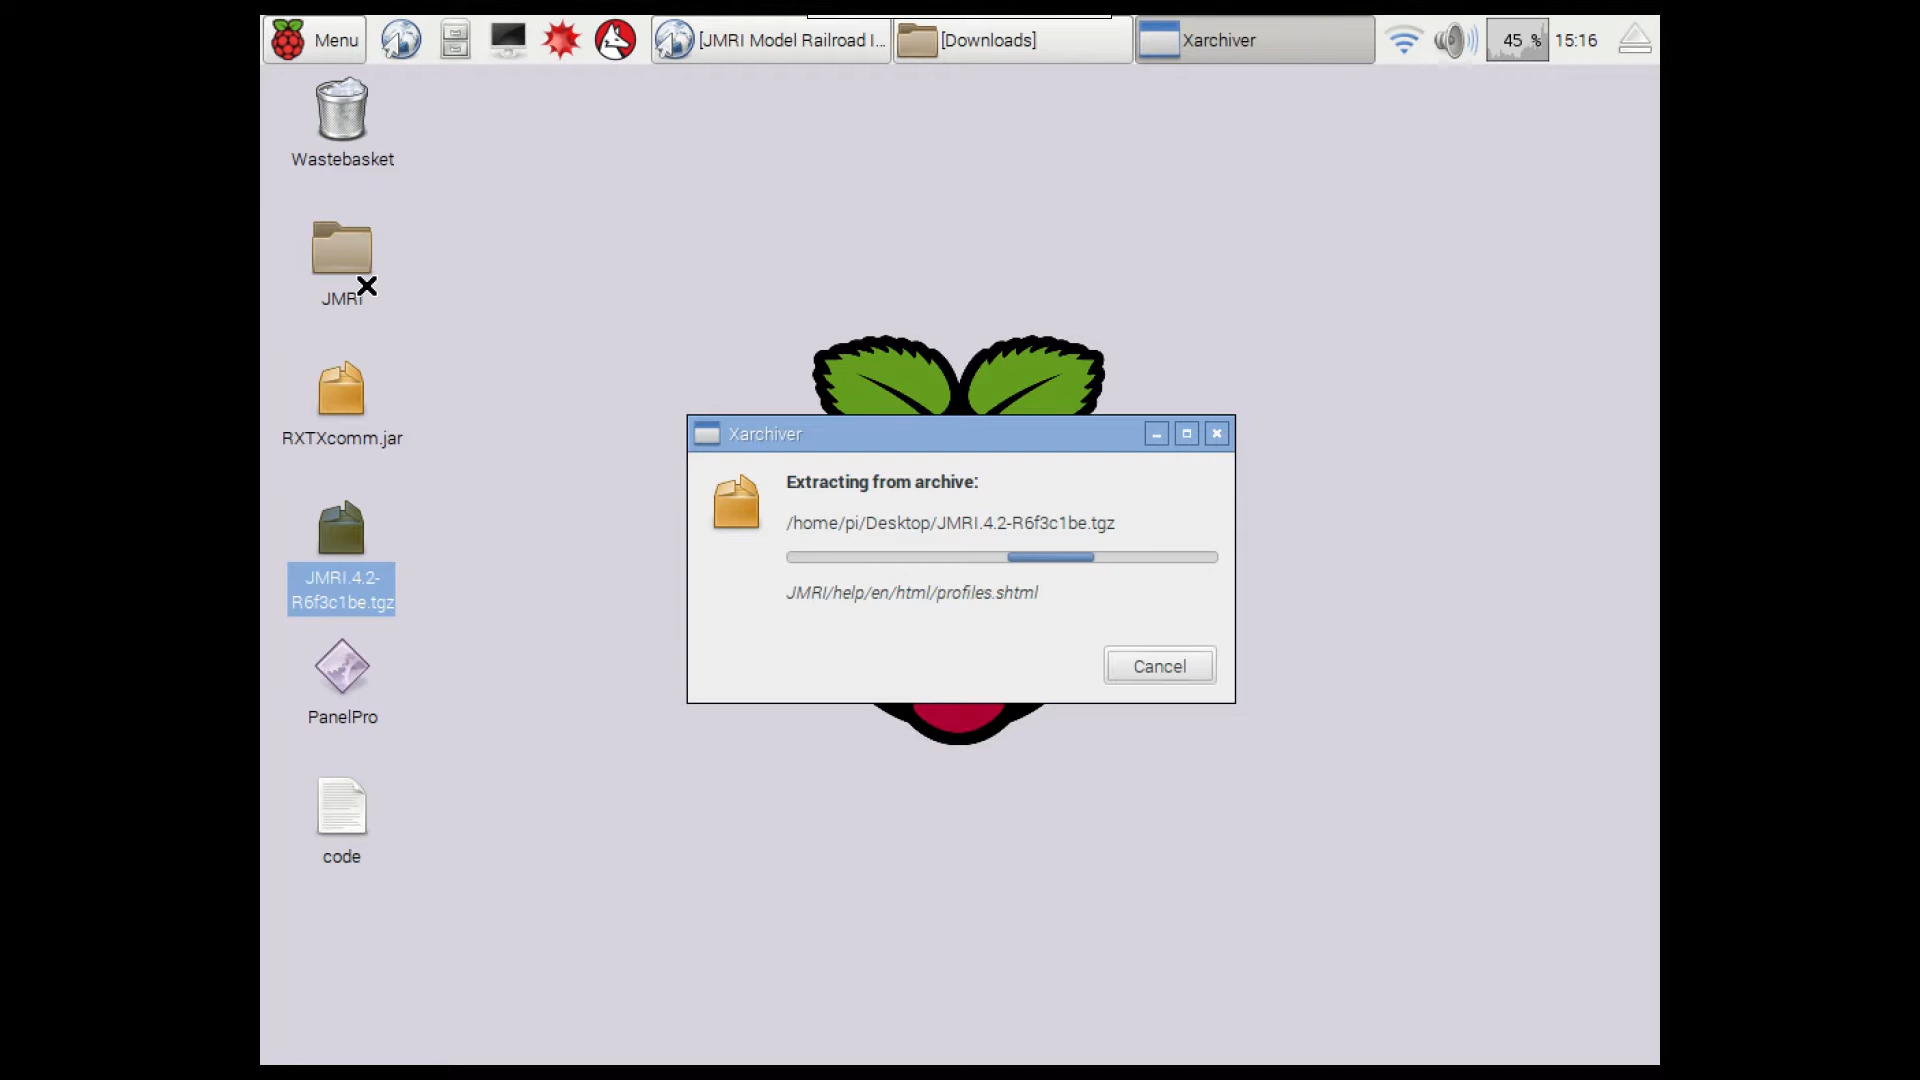 Menu
[JMRI Model Railroad I...
[Downloads]
Xarchiver
45 %
15:16
Wastebasket
JMRI
RXTXcomm.jar
JMRI.4.2-
R6f3c1be.tgz
PanelPro
code
Xarchiver
Extracting from archive:
/home/pi/Desktop/JMRI.4.2-R6f3c1be.tgz
JMRI/help/en/html/profiles.shtml
Cancel